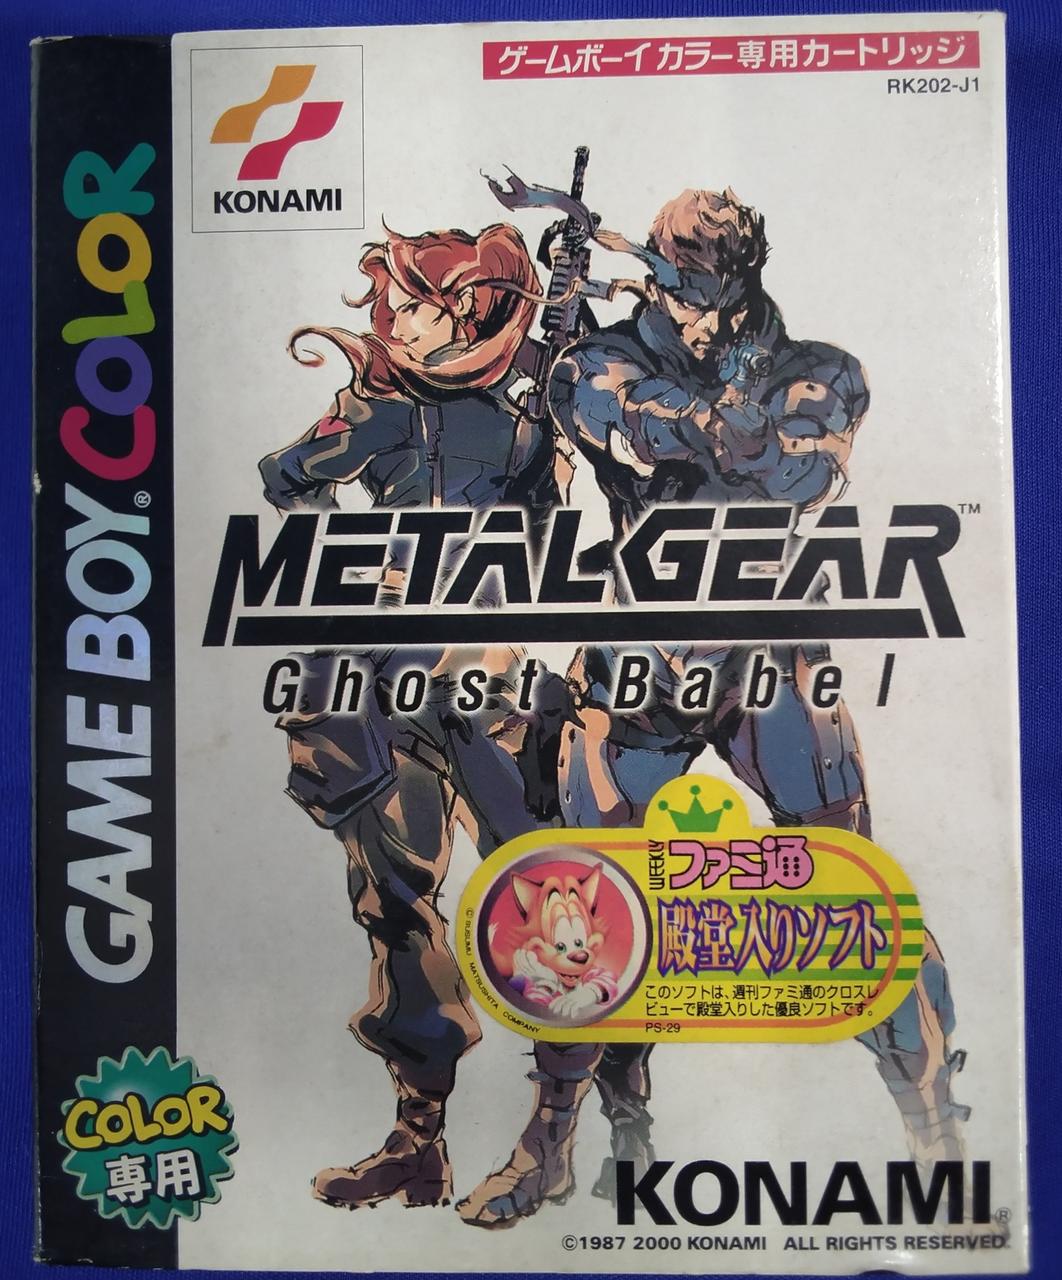 KONAMI
ゲームボーイ カラー専用カートリッジ
RK202-J1
GAME BOY® COLOR
METAL GEAR™
Ghost Babel
WEEKLY ファミ通
殿堂入りソフト
このソフトは、週刊ファミ通のクロスレ
ビューで殿堂入りした優良ソフトです。
PS-29
© SUSUMU MATSUSHITA COMPANY
COLOR
専用
KONAMI®
©1987 2000 KONAMI ALL RIGHTS RESERVED.